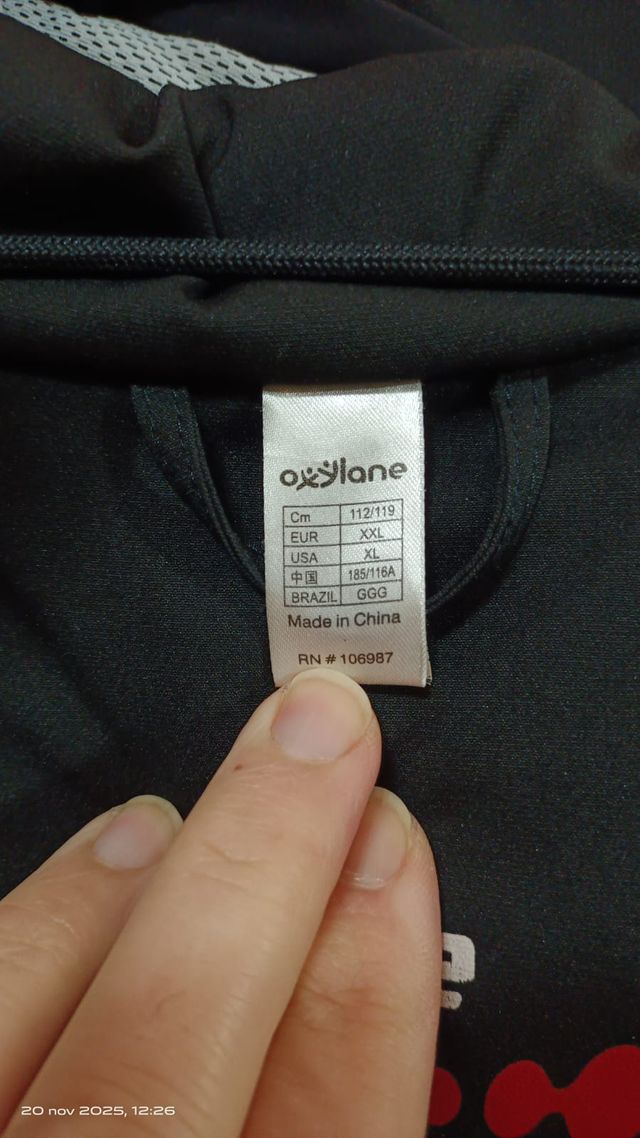 oxylane
Cm 112/119
EUR XXL
USA XL
中国 185/116A
BRAZIL GGG
Made in China
RN # 106987
20 nov 2025, 12:26